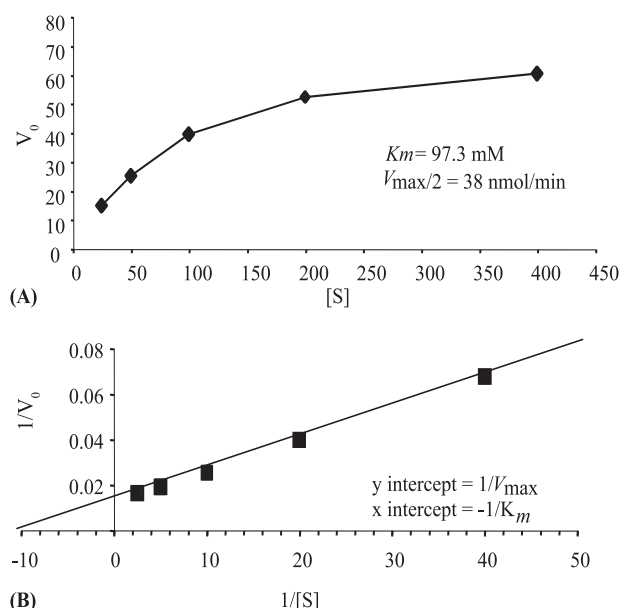 80
70
60
50
40
30
20
10
0
V₀
Km= 97.3 mM
Vmax/2 = 38 nmol/min
0 50 100 150 200 250 300 350 400 450
(A) [S]
0.08
0.06
0.04
0.02
1/V₀
y intercept = 1/Vmax
x intercept = -1/Km
-10 0 10 20 30 40 50
(B) 1/[S]